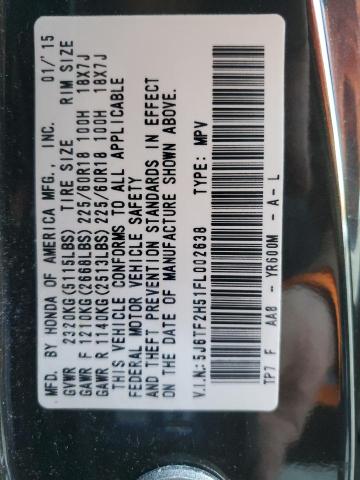 MFD. BY HONDA OF AMERICA MFG., INC. 01/'15
GVWR 2320KG(5115LBS) TIRE SIZE RIM SIZE
GAWR F 1210KG(2668LBS) 225/60R18 100H 18X7J
GAWR R 1140KG(2513LBS) 225/60R18 100H 18X7J
THIS VEHICLE CONFORMS TO ALL APPLICABLE
FEDERAL MOTOR VEHICLE SAFETY
AND THEFT PREVENTION STANDARDS IN EFFECT
ON THE DATE OF MANUFACTURE SHOWN ABOVE.
V.I.N.: 5J6TF2H51FL002638 TYPE: MPV
TP7 F AA8 - YR600M - A - L